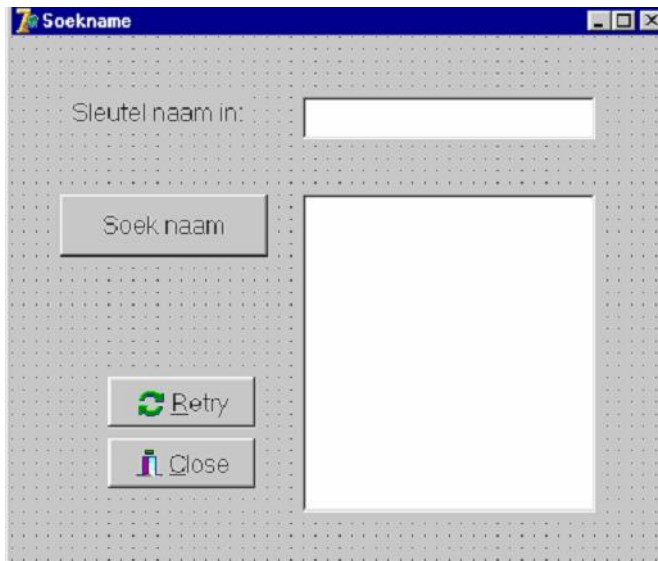 Soekname
Sleutel naam in:
Soek naam
Retry
Close